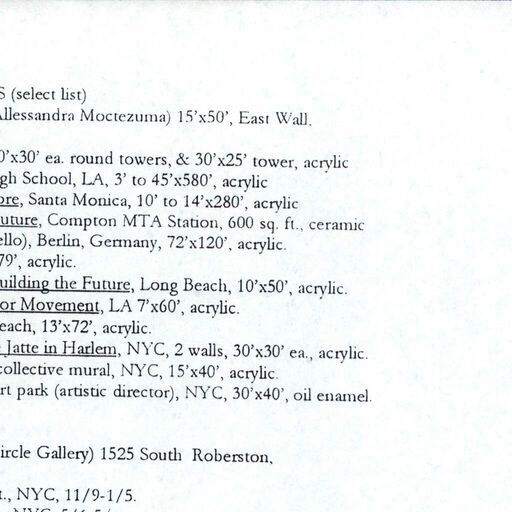 S (select list)
Allessandra Moctezuma) 15'x50', East Wall.
0'x30' ea. round towers, & 30'x25' tower, acrylic
gh School, LA, 3' to 45'x580', acrylic
ore, Santa Monica, 10' to 14'x280', acrylic
uture, Compton MTA Station, 600 sq. ft., ceramic
ello), Berlin, Germany, 72'x120', acrylic.
79', acrylic.
uilding the Future, Long Beach, 10'x50', acrylic.
or Movement, LA 7'x60', acrylic.
each, 13'x72', acrylic.
e Jatte in Harlem, NYC, 2 walls, 30'x30' ea., acrylic.
collective mural, NYC, 15'x40', acrylic.
rt park (artistic director), NYC, 30'x40', oil enamel.
ircle Gallery) 1525 South Roberston,
t., NYC, 11/9-1/5.